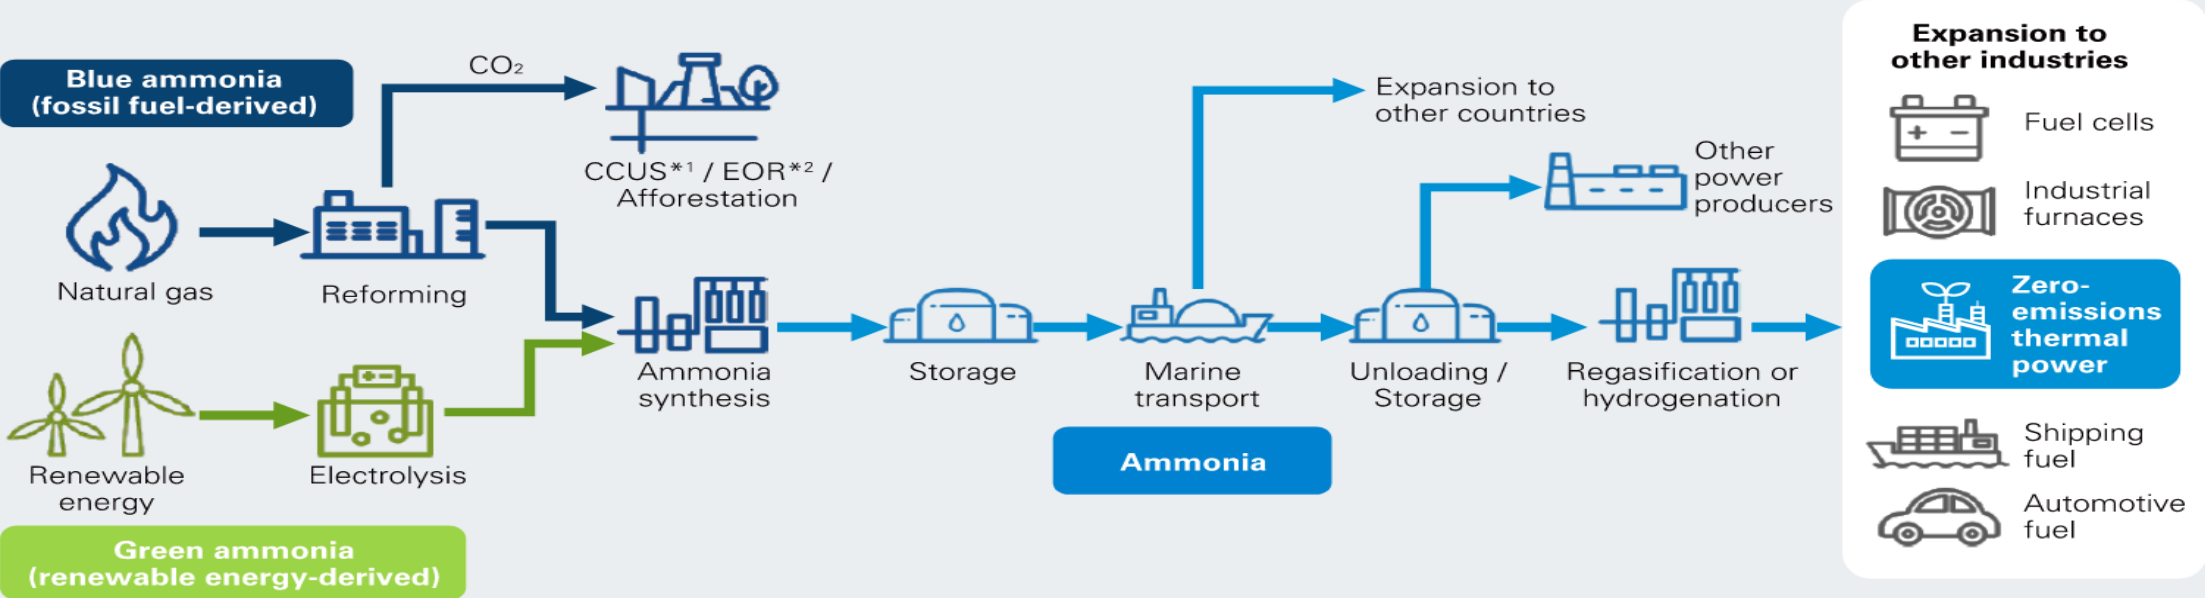 Blue ammonia
(fossil fuel-derived)
CO₂
CCUS*¹ / EOR*² /
Afforestation
Natural gas
Reforming
Renewable
energy
Electrolysis
Green ammonia
(renewable energy-derived)
Ammonia
synthesis
Storage
Marine
transport
Ammonia
Expansion to
other countries
Unloading /
Storage
Other
power
producers
Regasification or
hydrogenation
Expansion to
other industries
Fuel cells
Industrial
furnaces
Zero-
emissions
thermal
power
Shipping
fuel
Automotive
fuel